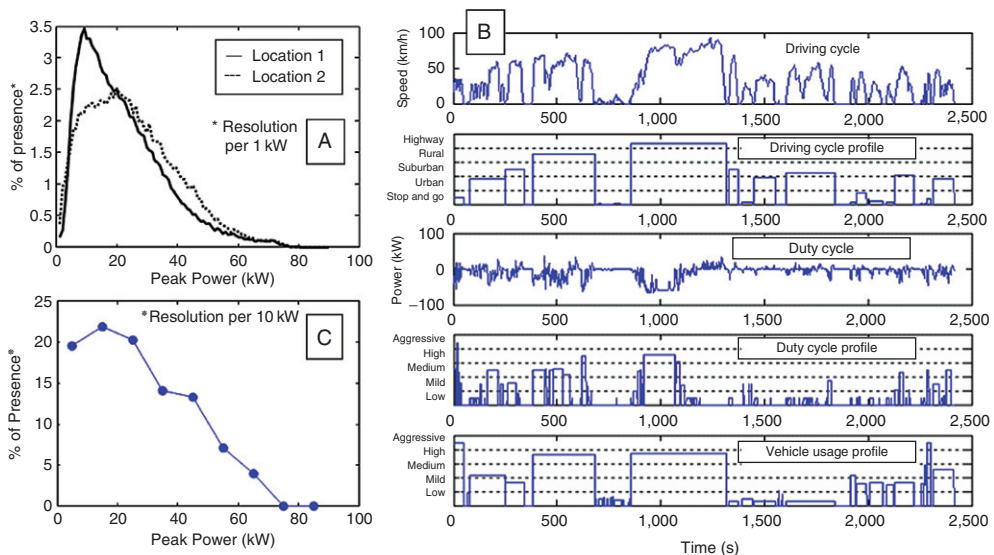 A
3.5
3
2.5
2
1.5
1
0.5
0
% of presence*
Location 1
Location 2
* Resolution
per 1 kW
0 20 40 60 80 100
Peak Power (kW)
C
25
20
15
10
5
0
% of Presence*
*Resolution per 10 kW
0 20 40 60 80 100
Peak Power (kW)
B
Speed (km/h)
100
50
0
Driving cycle
0 500 1,000 1,500 2,000 2,500
Highway
Rural
Suburban
Urban
Stop and go
Driving cycle profile
0 500 1,000 1,500 2,000 2,500
Power (kW)
100
0
−100
Duty cycle
0 500 1,000 1,500 2,000 2,500
Aggressive
High
Medium
Mild
Low
Duty cycle profile
0 500 1,000 1,500 2,000 2,500
Aggressive
High
Medium
Mild
Low
Vehicle usage profile
0 500 1,000 1,500 2,000 2,500
Time (s)